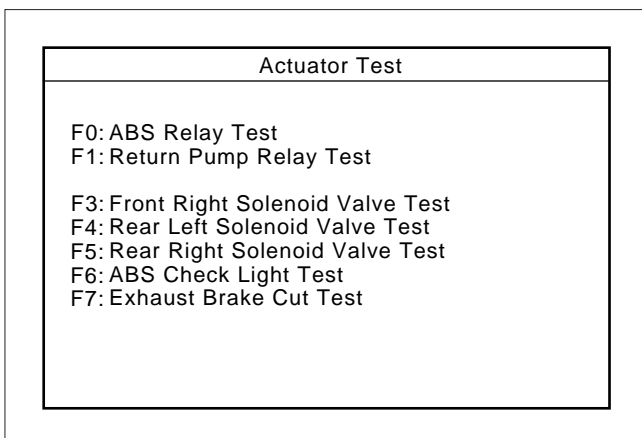 Actuator Test
F0: ABS Relay Test
F1: Return Pump Relay Test
F3: Front Right Solenoid Valve Test
F4: Rear Left Solenoid Valve Test
F5: Rear Right Solenoid Valve Test
F6: ABS Check Light Test
F7: Exhaust Brake Cut Test